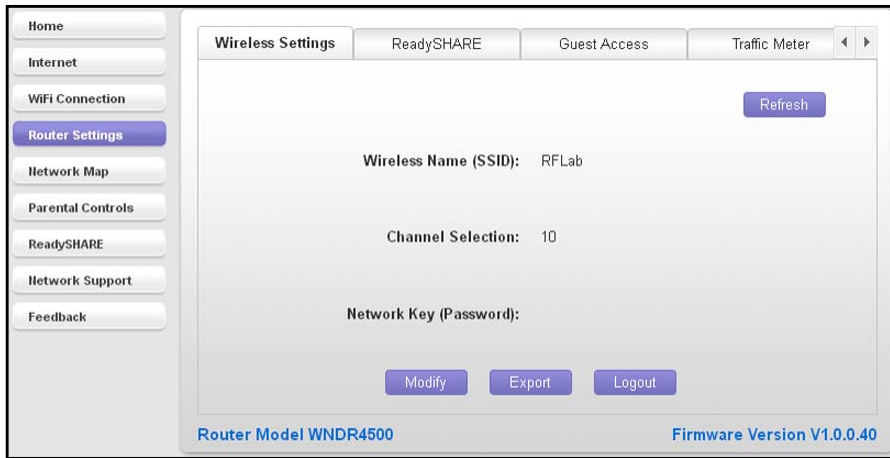 Home
Internet
WiFi Connection
Router Settings
Network Map
Parental Controls
ReadySHARE
Network Support
Feedback
Wireless Settings
ReadySHARE
Guest Access
Traffic Meter
Refresh
Wireless Name (SSID): RFLab
Channel Selection: 10
Network Key (Password):
Modify
Export
Logout
Router Model WNDR4500
Firmware Version V1.0.0.40